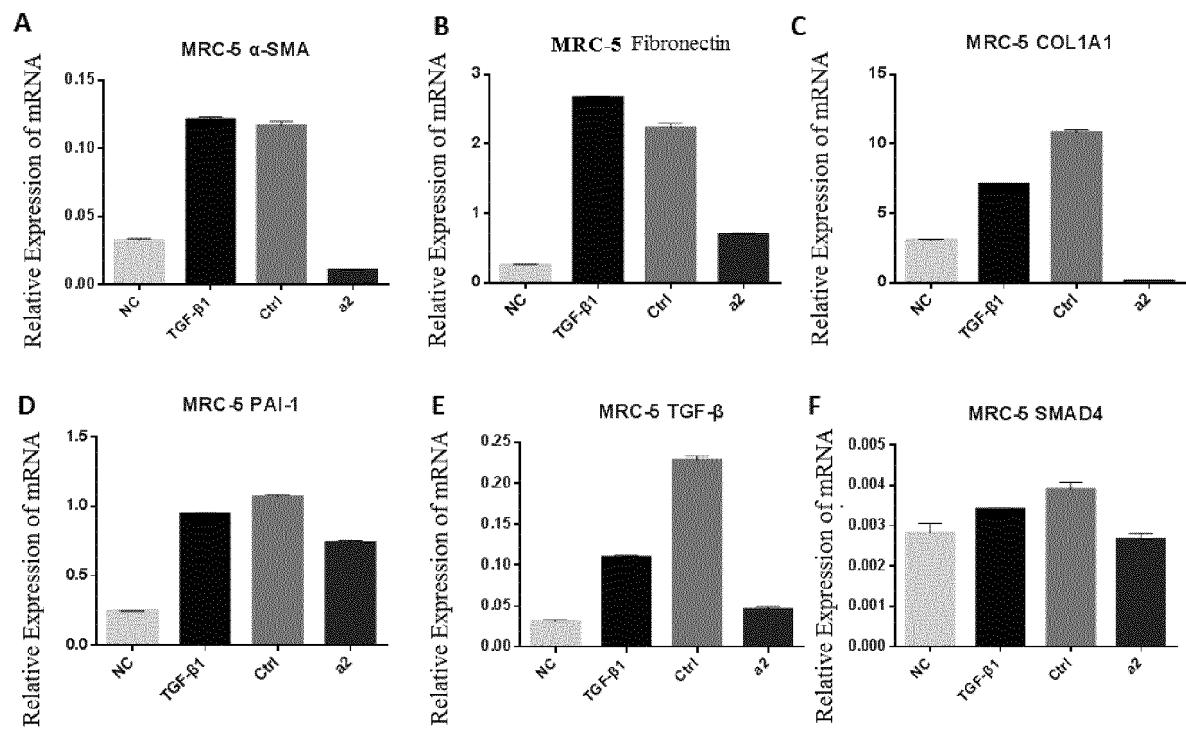 A
MRC-5 α-SMA
Relative Expression of mRNA
0.15
0.10
0.05
0.00
NC
TGF-β1
Ctrl
a2
B
MRC-5 Fibronectin
Relative Expression of mRNA
3
2
1
0
NC
TGF-β1
Ctrl
a2
C
MRC-5 COL1A1
Relative Expression of mRNA
15
10
5
0
NC
TGF-β1
Ctrl
a2
D
MRC-5 PAI-1
Relative Expression of mRNA
1.5
1.0
0.5
0.0
NC
TGF-β1
Ctrl
a2
E
MRC-5 TGF-β
Relative Expression of mRNA
0.25
0.20
0.15
0.10
0.05
0.00
NC
TGF-β1
Ctrl
a2
F
MRC-5 SMAD4
Relative Expression of mRNA
0.005
0.004
0.003
0.002
0.001
0.000
NC
TGF-β1
Ctrl
a2